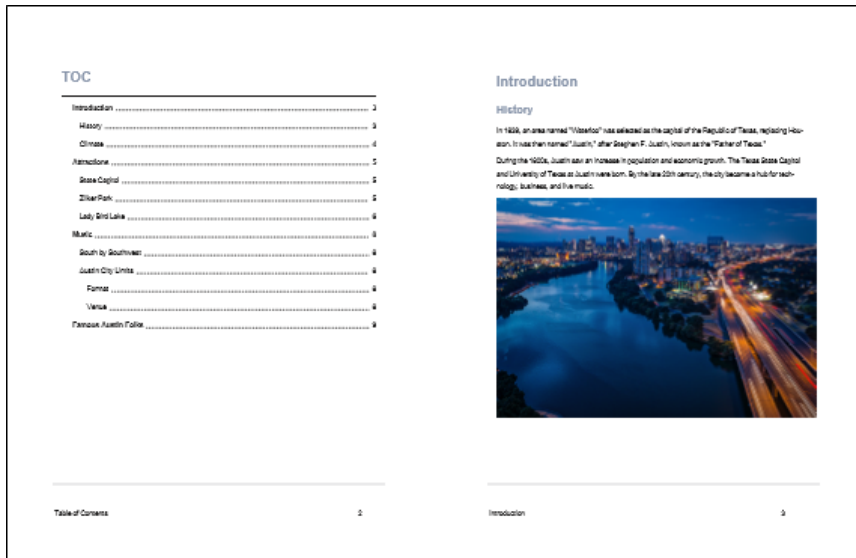 TOC
Introduction 3
History 3
Climate 4
Attractions 5
State Capitol 5
Zilker Park 5
Lady Bird Lake 6
Music 8
South by Southwest 8
Austin City Limits 8
Format 8
Venue 8
Famous Austin Folks 9
Table of Contents 2
Introduction
History
In 1839, an area named "Waterloo" was selected as the capital of the Republic of Texas, replacing Hou-
ston. It was then named "Austin," after Stephen F. Austin, known as the "Father of Texas."
During the 1800s, Austin saw an increase in population and economic growth. The Texas State Capitol
and University of Texas at Austin were born. By the late 20th century, the city became a hub for tech-
nology, business, and live music.
Introduction 3